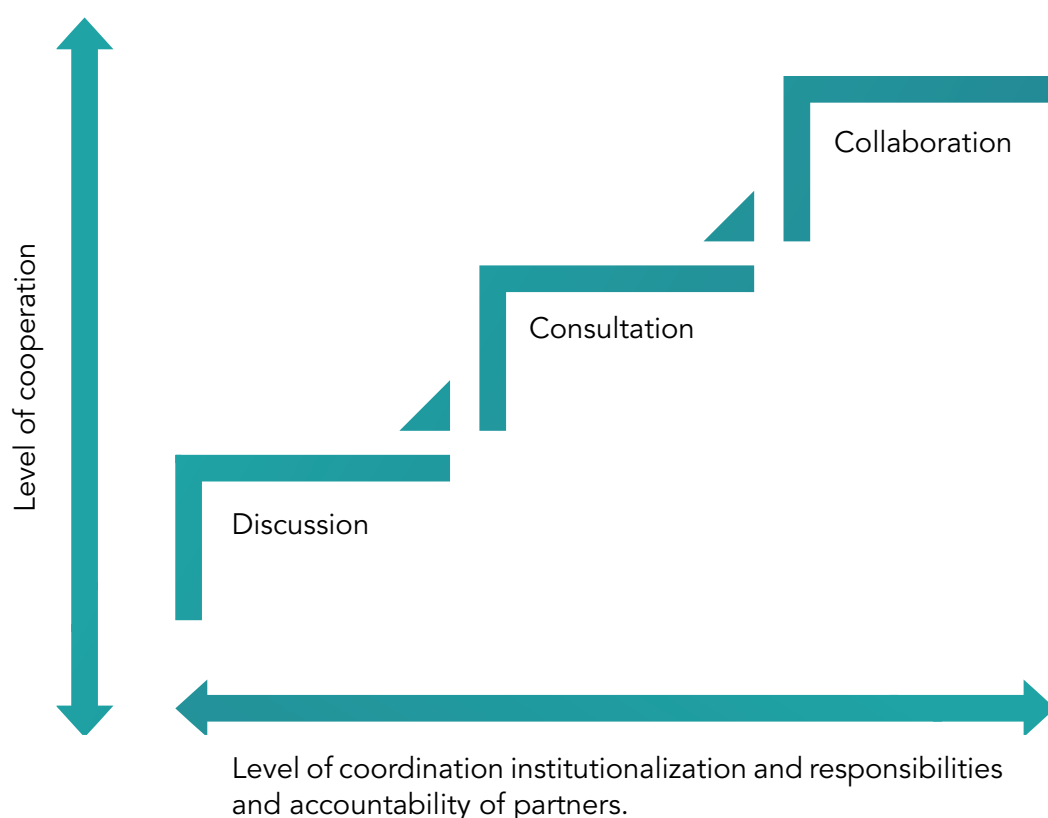 Collaboration
Consultation
Discussion
Level of cooperation
Level of coordination institutionalization and responsibilities
and accountability of partners.